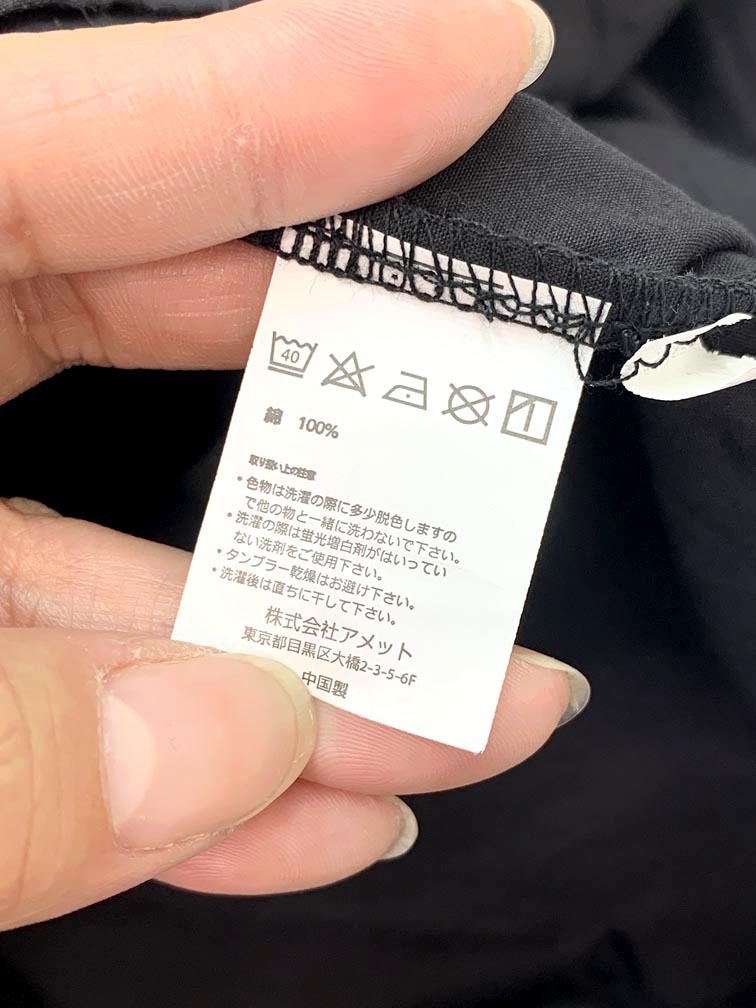 40
綿 100%
取り扱い上の注意
・色物は洗濯の際に多少脱色しますの
で他の物と一緒に洗わないで下さい。
・洗濯の際は蛍光増白剤がはいってい
ない洗剤をご使用下さい。
・タンブラー乾燥はお避け下さい。
・洗濯後は直ちに干して下さい。
株式会社アメット
東京都目黒区大橋2-3-5-6F
中国製